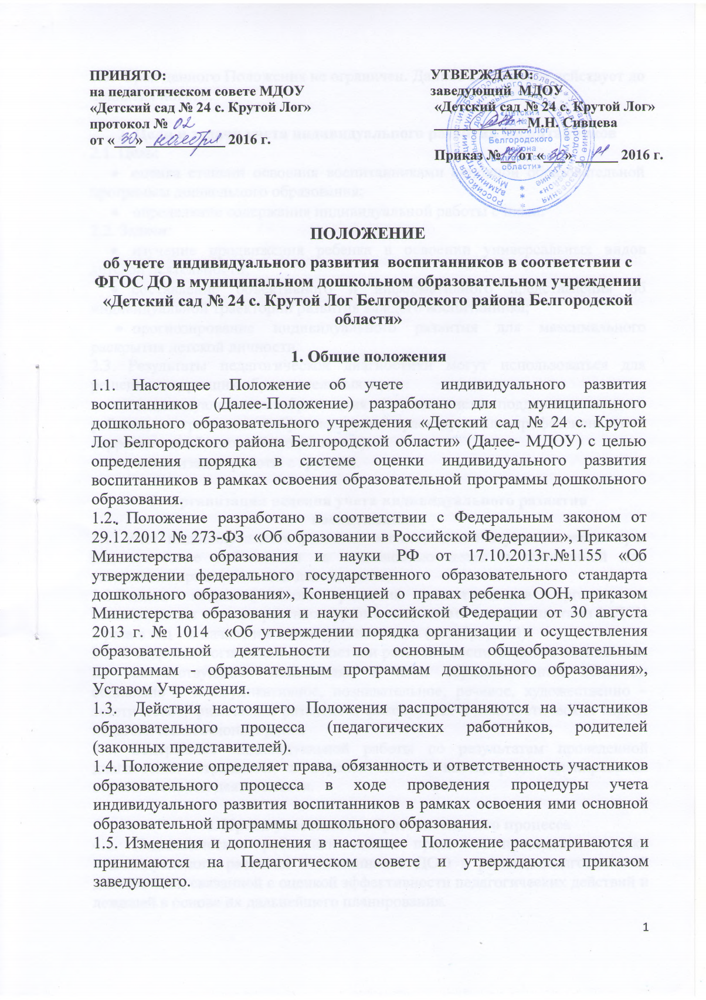 ПРИНЯТО:
на педагогическом совете МДОУ
«Детский сад № 24 с. Крутой Лог»
протокол № 02
от « 30 » ноября 2016 г.
УТВЕРЖДАЮ:
заведующий МДОУ
«Детский сад № 24 с. Крутой Лог»
М.Н. Сивцева
Приказ № от « 30 » 11 2016 г.
ПОЛОЖЕНИЕ
об учете индивидуального развития воспитанников в соответствии с
ФГОС ДО в муниципальном дошкольном образовательном учреждении
«Детский сад № 24 с. Крутой Лог Белгородского района Белгородской
области»
1. Общие положения
1.1. Настоящее Положение об учете индивидуального развития
воспитанников (Далее-Положение) разработано для муниципального
дошкольного образовательного учреждения «Детский сад № 24 с. Крутой
Лог Белгородского района Белгородской области» (Далее- МДОУ) с целью
определения порядка в системе оценки индивидуального развития
воспитанников в рамках освоения образовательной программы дошкольного
образования.
1.2. Положение разработано в соответствии с Федеральным законом от
29.12.2012 № 273-ФЗ «Об образовании Российской Федерации», Приказом
Министерства образования и науки РФ от 17.10.2013г.№1155 «Об
утверждении федерального государственного образовательного стандарта
дошкольного образования», Конвенцией о правах ребенка ООН, приказом
Министерства образования и науки Российской Федерации от 30 августа
2013 г. № 1014 «Об утверждении порядка организации и осуществления
образовательной деятельности по основным общеобразовательным
программам - образовательным программам дошкольного образования»,
Уставом Учреждения.
1.3. Действия настоящего Положения распространяются на участников
образовательного процесса (педагогических работников, родителей
(законных представителей).
1.4. Положение определяет права, обязанность и ответственность участников
образовательного процесса в ходе проведения процедуры учета
индивидуального развития воспитанников в рамках освоения ими основной
образовательной программы дошкольного образования.
1.5. Изменения и дополнения в настоящее Положение рассматриваются и
принимаются на Педагогическом совете и утверждаются приказом
заведующего.
1